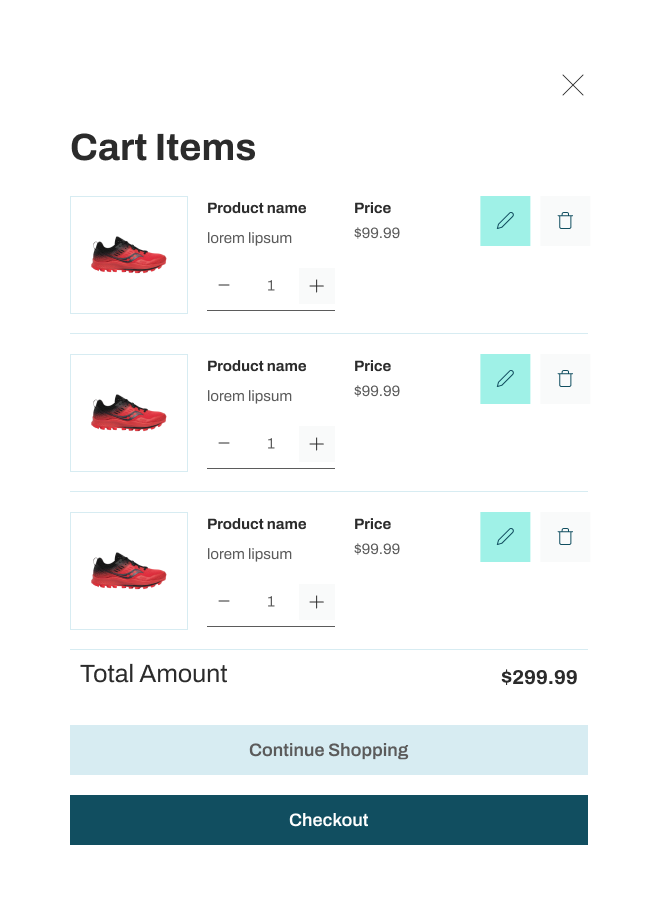 Cart Items
Product name
Price
lorem lipsum
$99.99
1
Product name
Price
lorem lipsum
$99.99
1
Product name
Price
lorem lipsum
$99.99
1
Total Amount
$299.99
Continue Shopping
Checkout